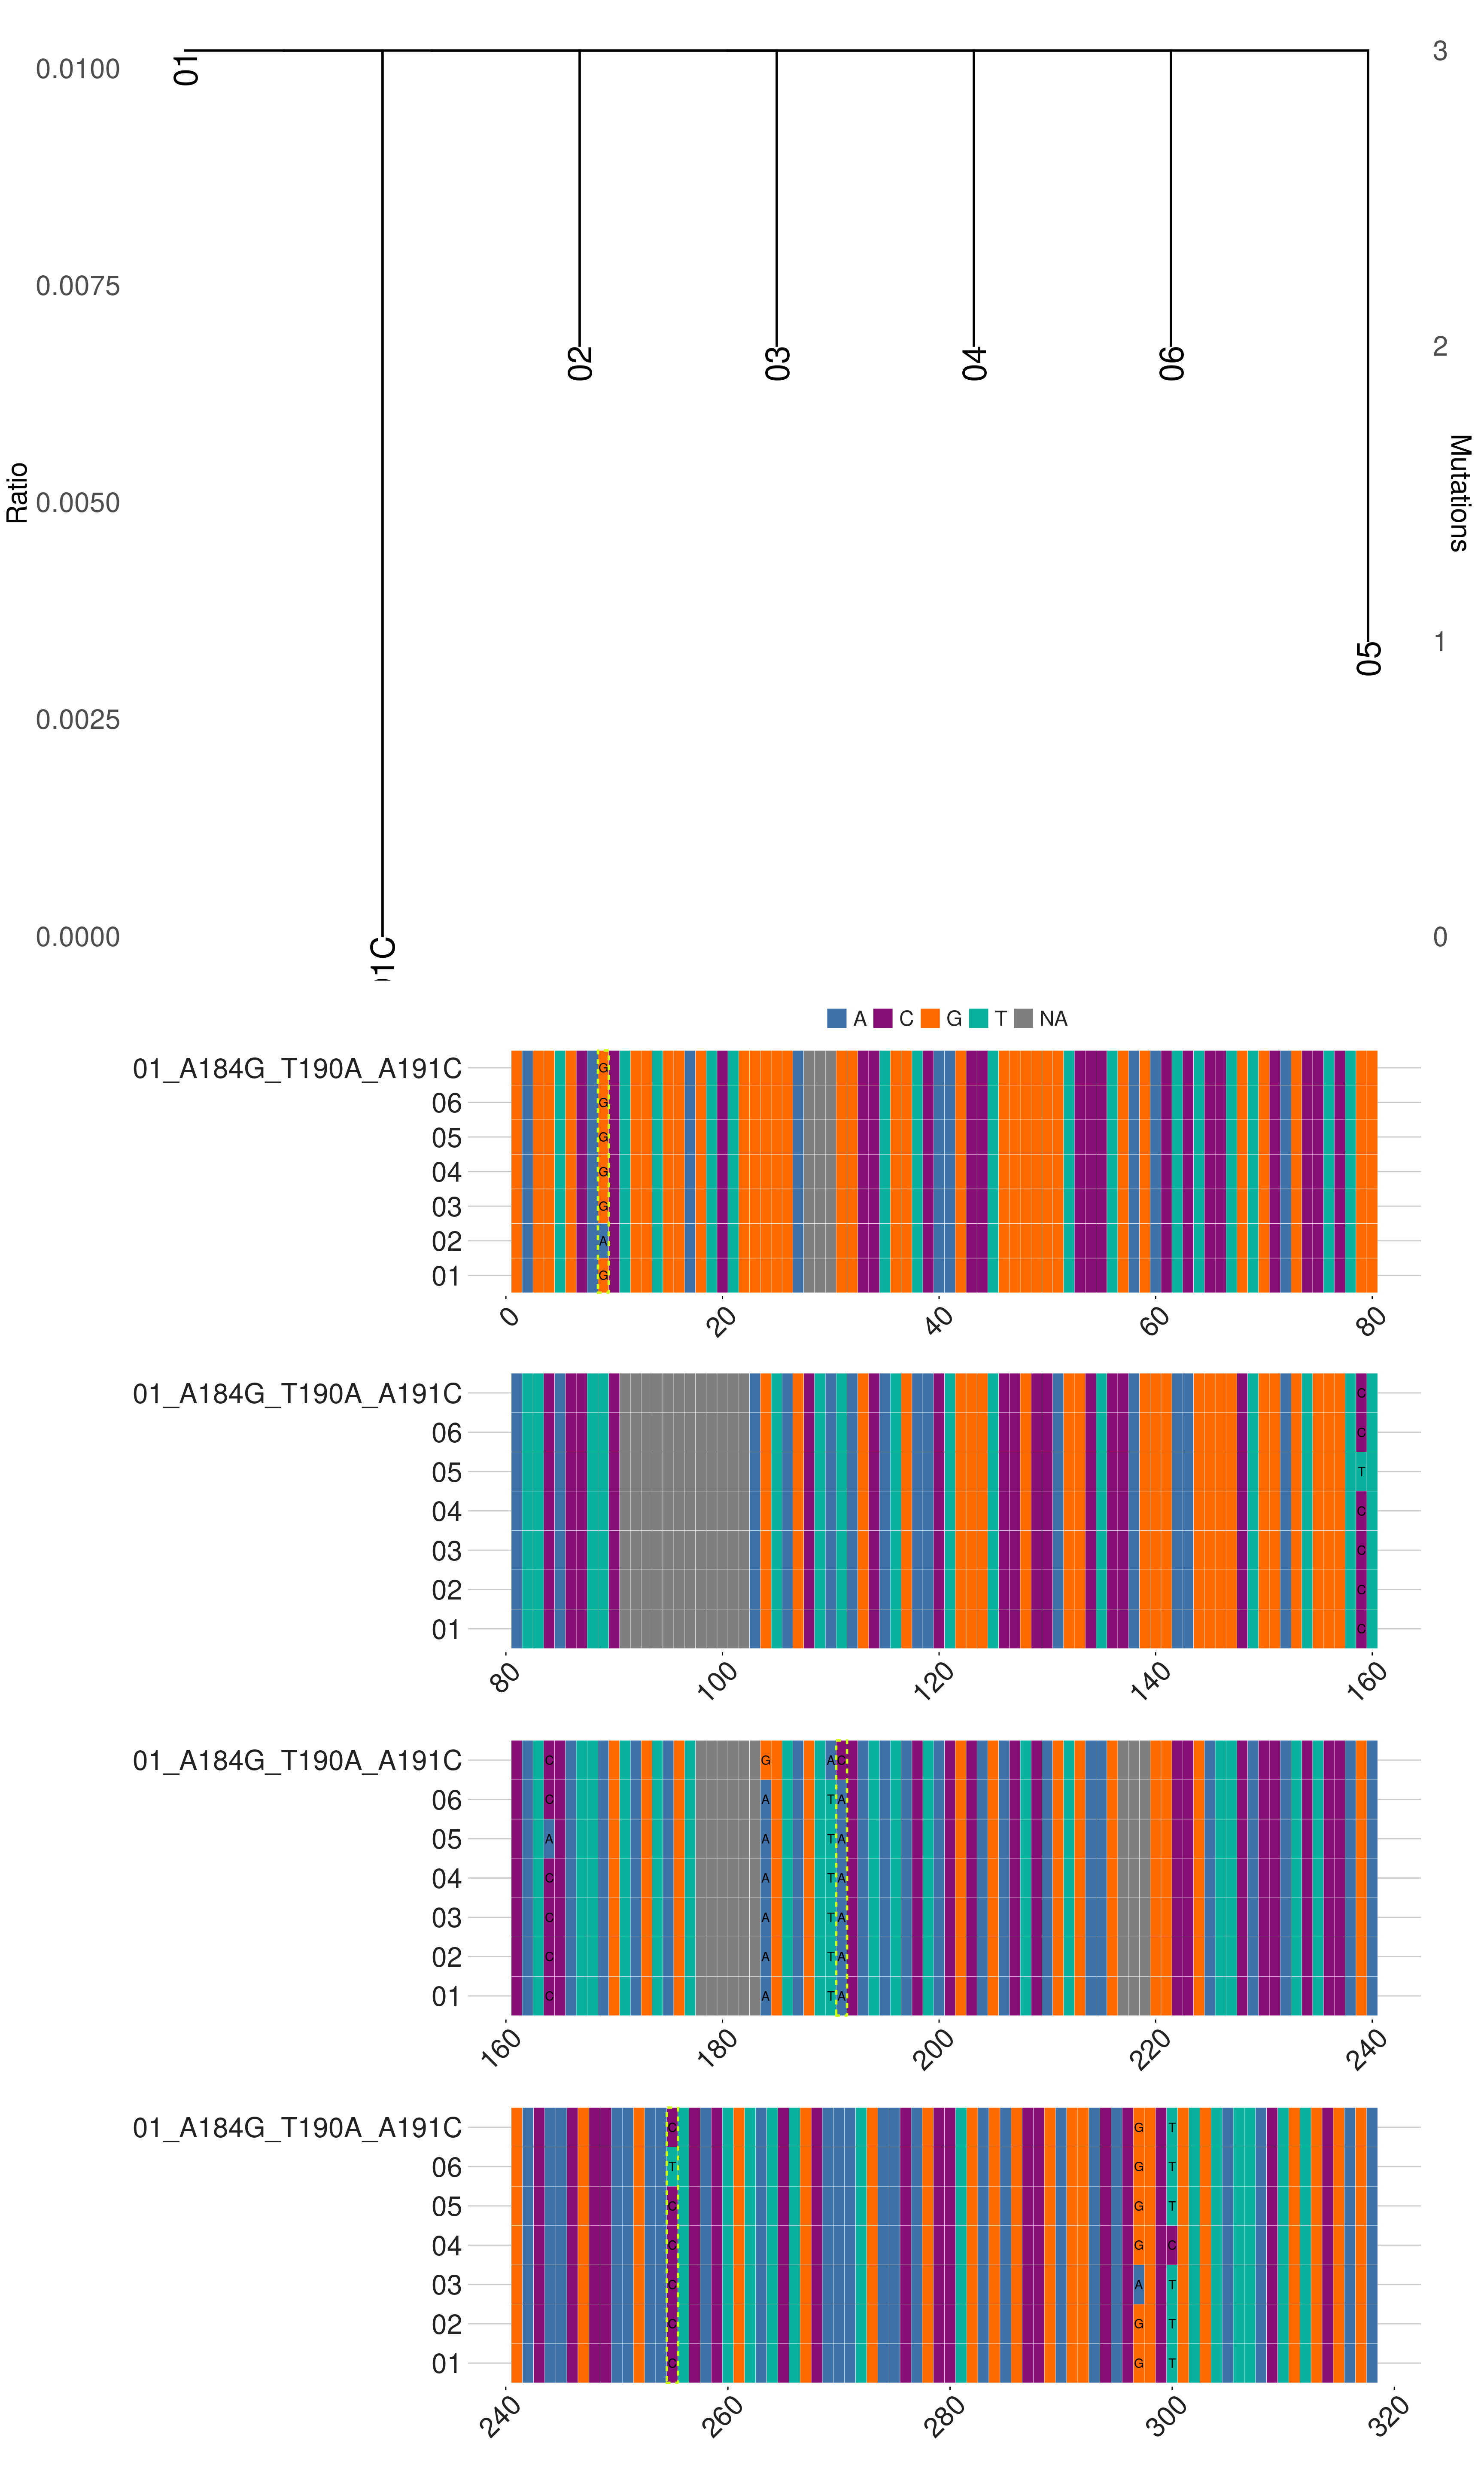 0.0100
0.0075
0.0050
0.0025
0.0000
Ratio
01
02
03
04
06
05
3
2
1
0
Mutations
A C G T NA
01_A184G_T190A_A191C G
06 G
05 G
04 G
03 G
02 A
01 G
0 20 40 60 80
01_A184G_T190A_A191C C
06 C
05 T
04 C
03 C
02 C
01 C
80 100 120 140 160
01_A184G_T190A_A191C C G A C
06 C A T A
05 A A T A
04 C A T A
03 C A T A
02 C A T A
01 C A T A
160 180 200 220 240
01_A184G_T190A_A191C C G T
06 T G T
05 C G T
04 C G C
03 C A T
02 C G T
01 C G T
240 260 280 300 320